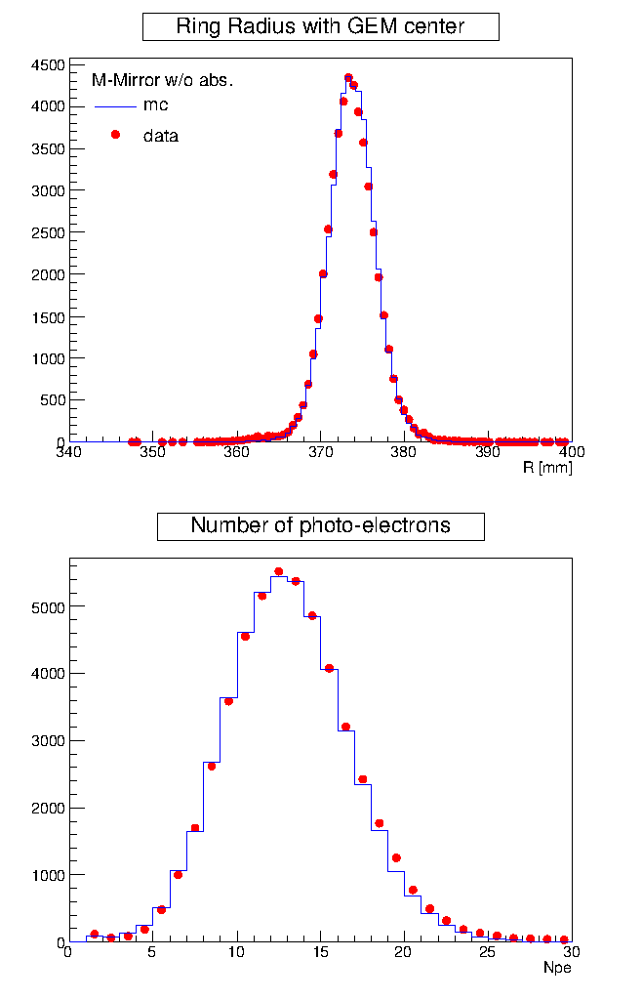 Ring Radius with GEM center
M-Mirror w/o abs.
mc
data
4500
4000
3500
3000
2500
2000
1500
1000
500
0
340 350 360 370 380 390 400
R [mm]
Number of photo-electrons
5000
4000
3000
2000
1000
0
0 5 10 15 20 25 30
Npe